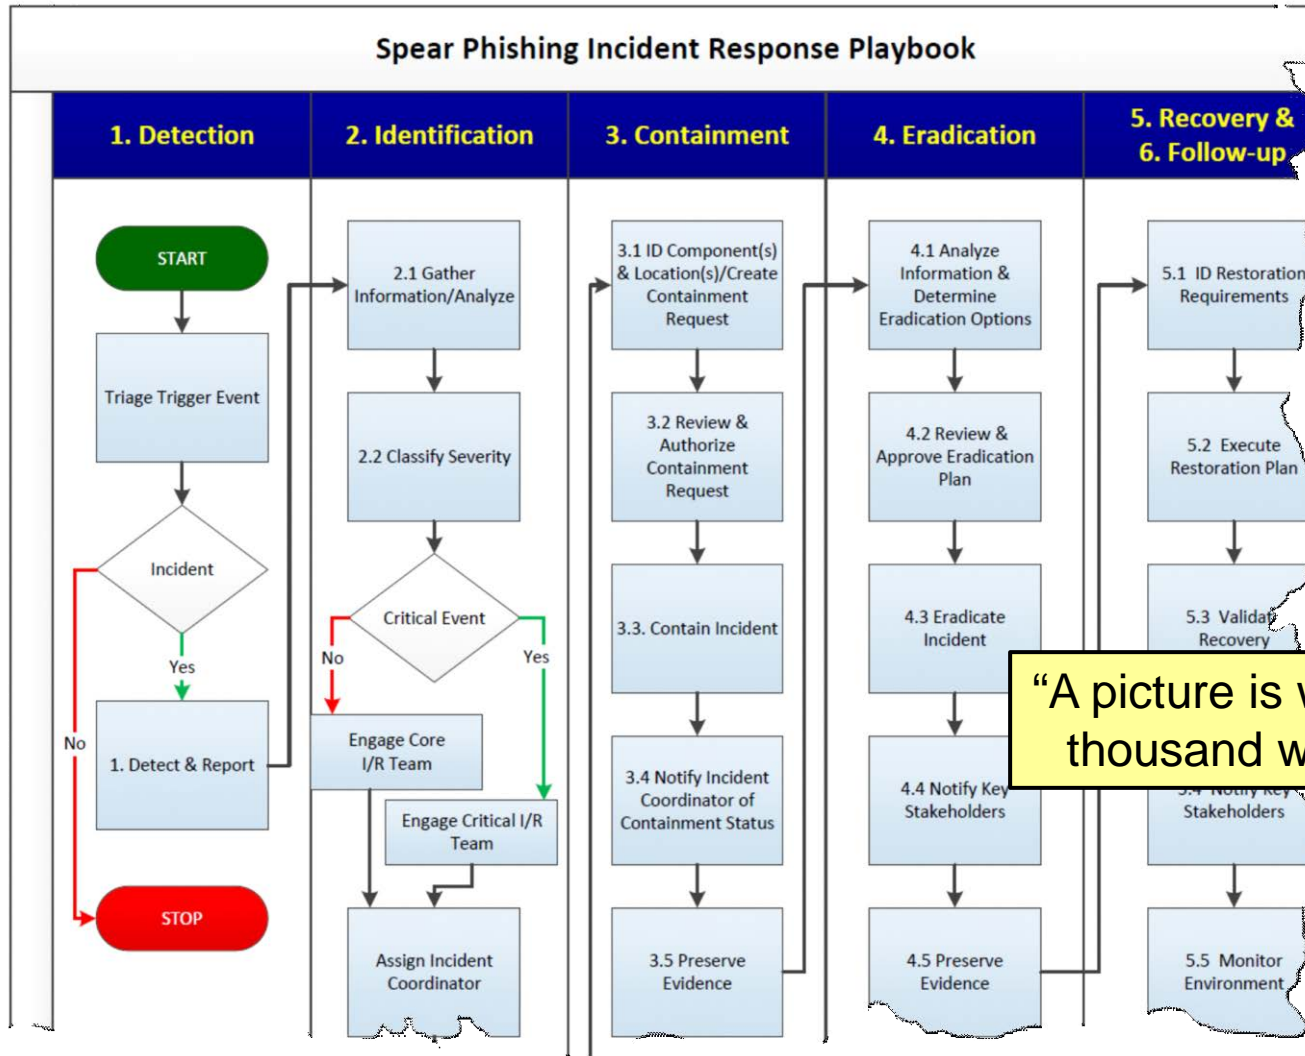 Spear Phishing Incident Response Playbook
1. Detection
START
Triage Trigger Event
Incident
Yes
No
1. Detect & Report
STOP
2. Identification
2.1 Gather
Information/Analyze
2.2 Classify Severity
Critical Event
No
Yes
Engage Core
I/R Team
Engage Critical I/R
Team
Assign Incident
Coordinator
3. Containment
3.1 ID Component(s)
& Location(s)/Create
Containment
Request
3.2 Review &
Authorize
Containment
Request
3.3. Contain Incident
3.4 Notify Incident
Coordinator of
Containment Status
3.5 Preserve
Evidence
4. Eradication
4.1 Analyze
Information &
Determine
Eradication Options
4.2 Review &
Approve Eradication
Plan
4.3 Eradicate
Incident
4.4 Notify Key
Stakeholders
4.5 Preserve
Evidence
5. Recovery &
6. Follow-up
5.1 ID Restoration
Requirements
5.2 Execute
Restoration Plan
5.3
Recovery
“A picture is
thousand
5.4 Notify Key
Stakeholders
5.5 Monitor
Environment